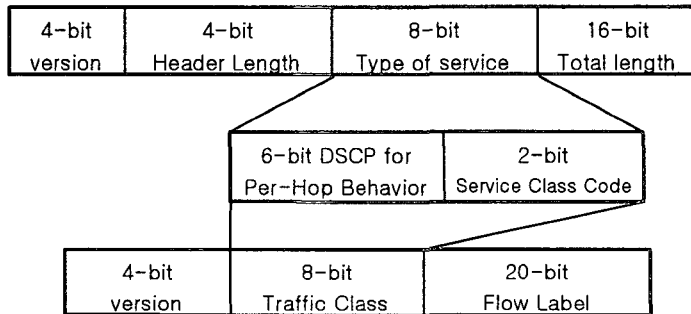 4-bit 4-bit 8-bit 16-bit
version Header Length Type of service Total length
6-bit DSCP for 2-bit
Per-Hop Behavior Service Class Code
4-bit 8-bit 20-bit
version Traffic Class Flow Label